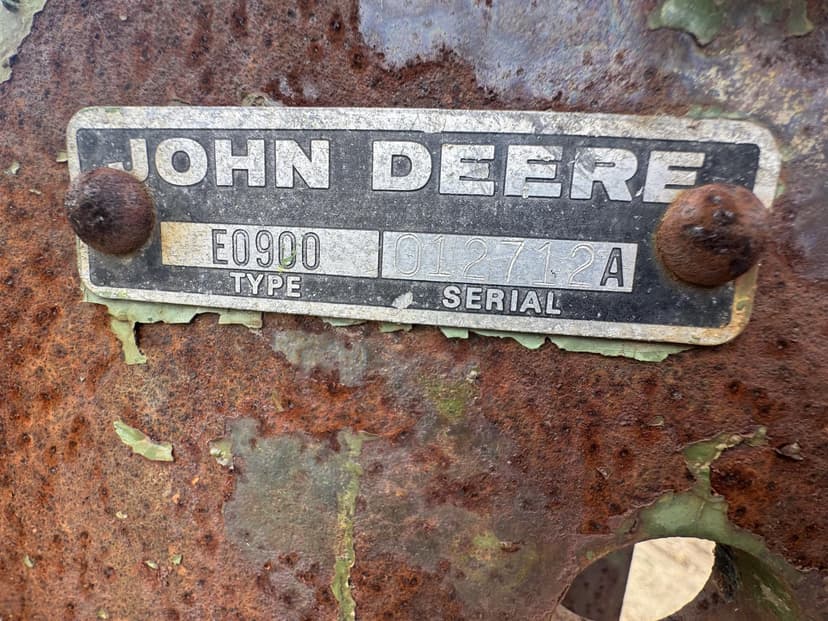 JOHN DEERE
E0900 012712A
TYPE SERIAL